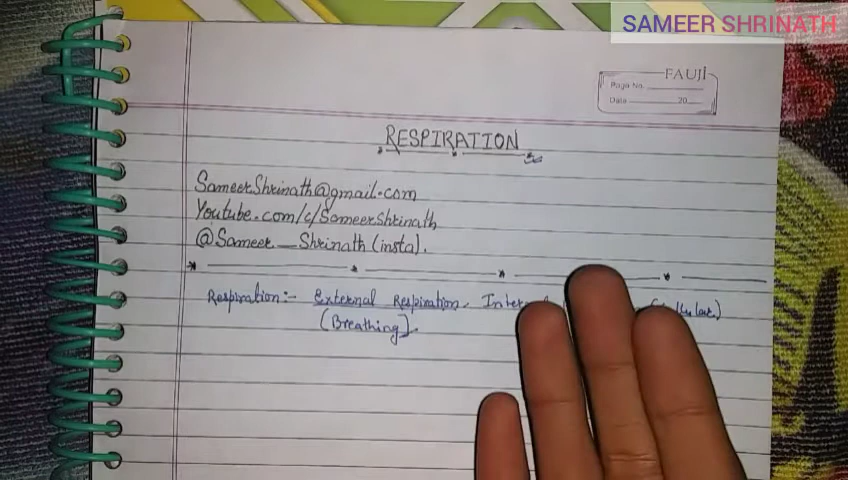 SAMEER SHRINATH
FAUJI
Page No.
Date 20
RESPIRATION
SameerShrinath@gmail.com
Youtube.com/c/SameerShrinath
@Sameer_Shrinath (insta).
Respiration:- External Respiration.
(Breathing)